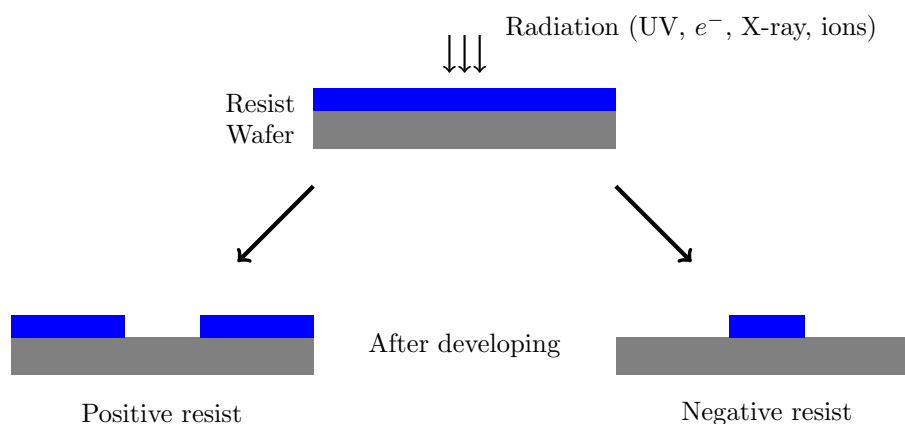 Radiation (UV, e⁻, X-ray, ions)
Resist
Wafer
After developing
Positive resist
Negative resist